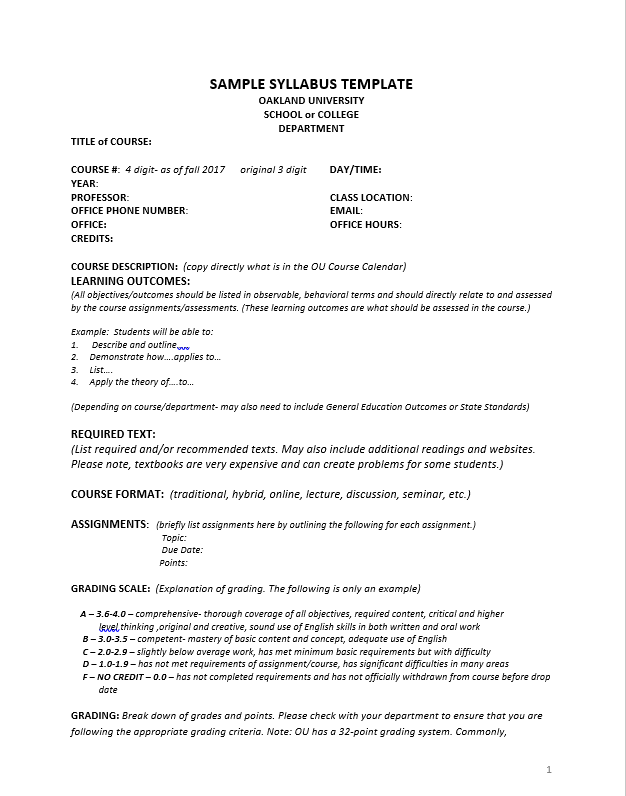 SAMPLE SYLLABUS TEMPLATE
OAKLAND UNIVERSITY
SCHOOL or COLLEGE
DEPARTMENT
TITLE of COURSE:
COURSE #: 4 digit- as of fall 2017 original 3 digit DAY/TIME:
YEAR:
PROFESSOR: CLASS LOCATION:
OFFICE PHONE NUMBER: EMAIL:
OFFICE: OFFICE HOURS:
CREDITS:
COURSE DESCRIPTION: (copy directly what is in the OU Course Calendar)
LEARNING OUTCOMES:
(All objectives/outcomes should be listed in observable, behavioral terms and should directly relate to and assessed
by the course assignments/assessments. (These learning outcomes are what should be assessed in the course.)
Example: Students will be able to:
1. Describe and outline....
2. Demonstrate how....applies to...
3. List....
4. Apply the theory of....to...
(Depending on course/department- may also need to include General Education Outcomes or State Standards)
REQUIRED TEXT:
(List required and/or recommended texts. May also include additional readings and websites.
Please note, textbooks are very expensive and can create problems for some students.)
COURSE FORMAT: (traditional, hybrid, online, lecture, discussion, seminar, etc.)
ASSIGNMENTS: (briefly list assignments here by outlining the following for each assignment.)
Topic:
Due Date:
Points:
GRADING SCALE: (Explanation of grading. The following is only an example)
A – 3.6-4.0 – comprehensive- thorough coverage of all objectives, required content, critical and higher
level,thinking ,original and creative, sound use of English skills in both written and oral work
B – 3.0-3.5 – competent- mastery of basic content and concept, adequate use of English
C – 2.0-2.9 – slightly below average work, has met minimum basic requirements but with difficulty
D – 1.0-1.9 – has not met requirements of assignment/course, has significant difficulties in many areas
F – NO CREDIT – 0.0 – has not completed requirements and has not officially withdrawn from course before drop
date
GRADING: Break down of grades and points. Please check with your department to ensure that you are
following the appropriate grading criteria. Note: OU has a 32-point grading system. Commonly,
1